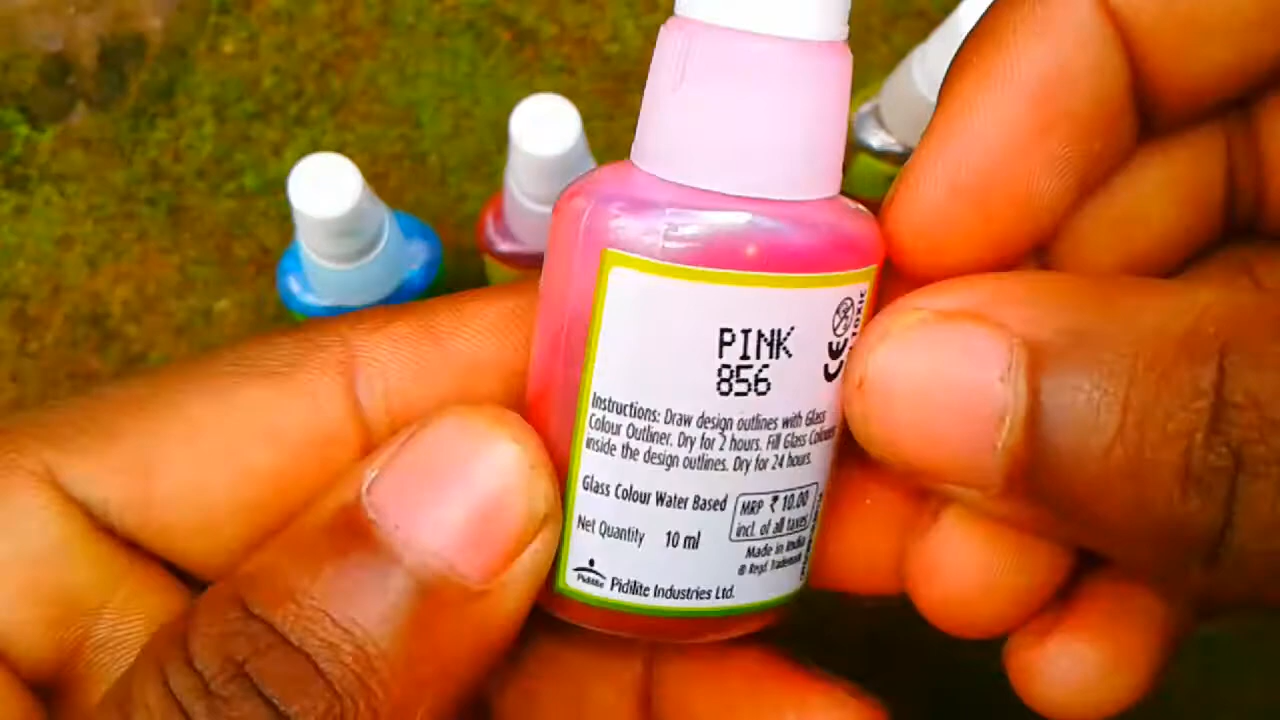 PINK
856
Instructions: Draw design outlines with Glass
Colour Outliner. Dry for 2 hours. Fill Glass
inside the design outlines. Dry for 24 hours.
Glass Colour Water Based
MRP ₹ 10.00
incl. of all taxes
Net Quantity 10 ml
Made in India
® Regd. Trademark
Pidilite Pidilite Industries Ltd.
CE